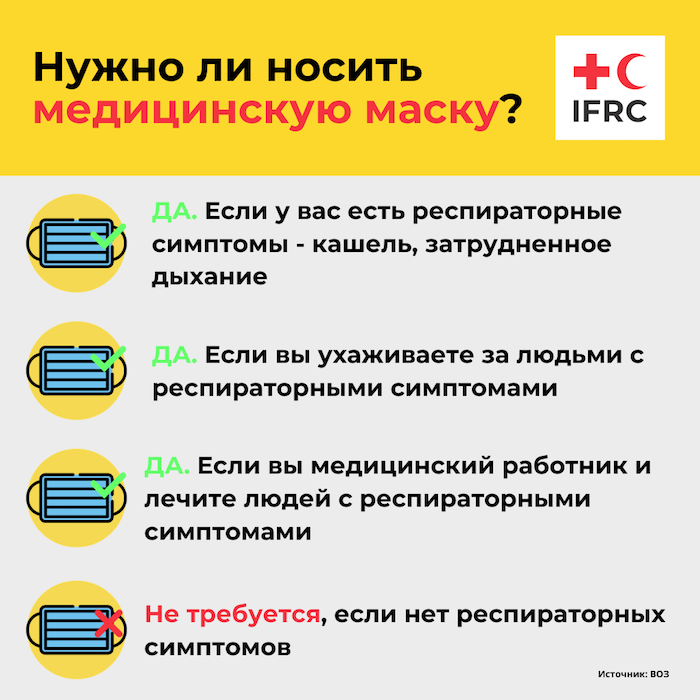 Нужно ли носить
медицинскую маску?
IFRC
ДА. Если у вас есть респираторные
симптомы - кашель, затрудненное
дыхание
ДА. Если вы ухаживаете за людьми с
респираторными симптомами
ДА. Если вы медицинский работник и
лечите людей с респираторными
симптомами
Не требуется, если нет респираторных
симптомов
Источник: ВОЗ